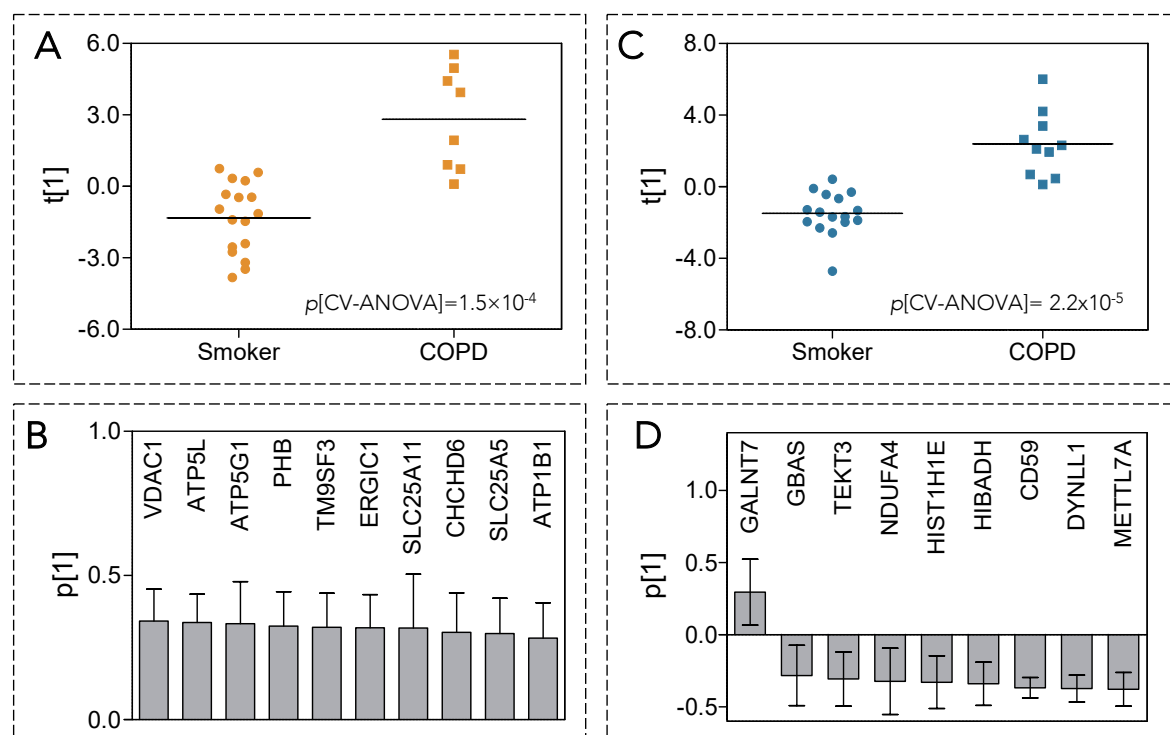 A
6.0
3.0
0.0
-3.0
-6.0
t[1]
p[CV-ANOVA]=1.5×10-4
Smoker
COPD
C
8.0
4.0
0.0
-4.0
-8.0
t[1]
p[CV-ANOVA]= 2.2x10-5
Smoker
COPD
B
1.0
0.5
0.0
p[1]
VDAC1
ATP5L
ATP5G1
PHB
TM9SF3
ERGIC1
SLC25A11
CHCHD6
SLC25A5
ATP1B1
D
1.0
0.5
0.0
-0.5
p[1]
GALNT7
GBAS
TEKT3
NDUFA4
HIST1H1E
HIBADH
CD59
DYNLL1
METTL7A